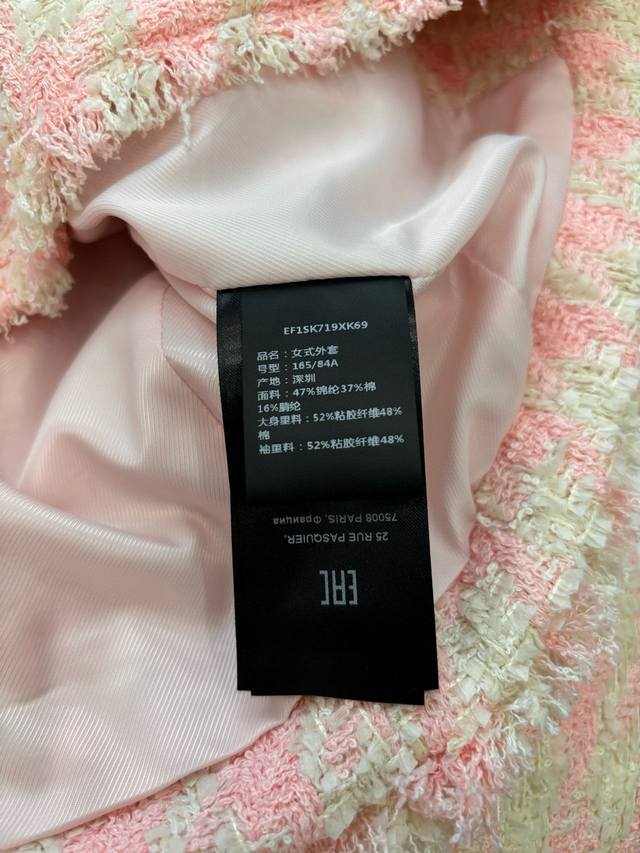 EF1SK719XK69
品名：女式外套
号型：165/84A
产地：深圳
面料：47%锦纶37%棉
16%腈纶
大身里料：52%粘胶纤维48%
棉
袖里料：52%粘胶纤维48%
25 RUE PASQUIER,
75008 PARIS, Франция
EAC